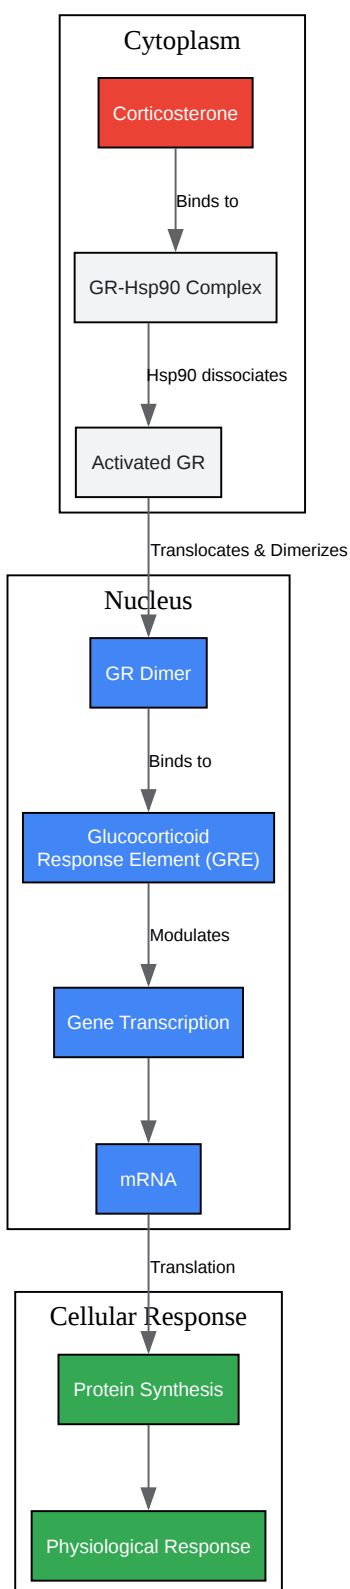 Cytoplasm
Corticosterone
Binds to
GR-Hsp90 Complex
Hsp90 dissociates
Activated GR
Translocates & Dimerizes
Nucleus
GR Dimer
Binds to
Glucocorticoid
Response Element (GRE)
Modulates
Gene Transcription
mRNA
Translation
Cellular Response
Protein Synthesis
Physiological Response